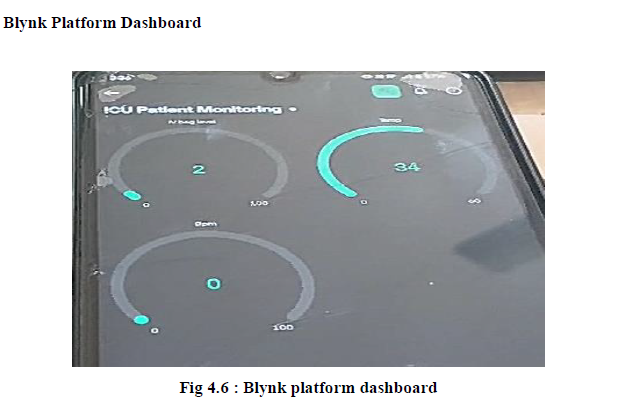 Blynk Platform Dashboard
ICU Patient Monitoring
IV bag level
Temp
2
34
0 100
0 60
Bpm
0
0 100
Fig 4.6 : Blynk platform dashboard